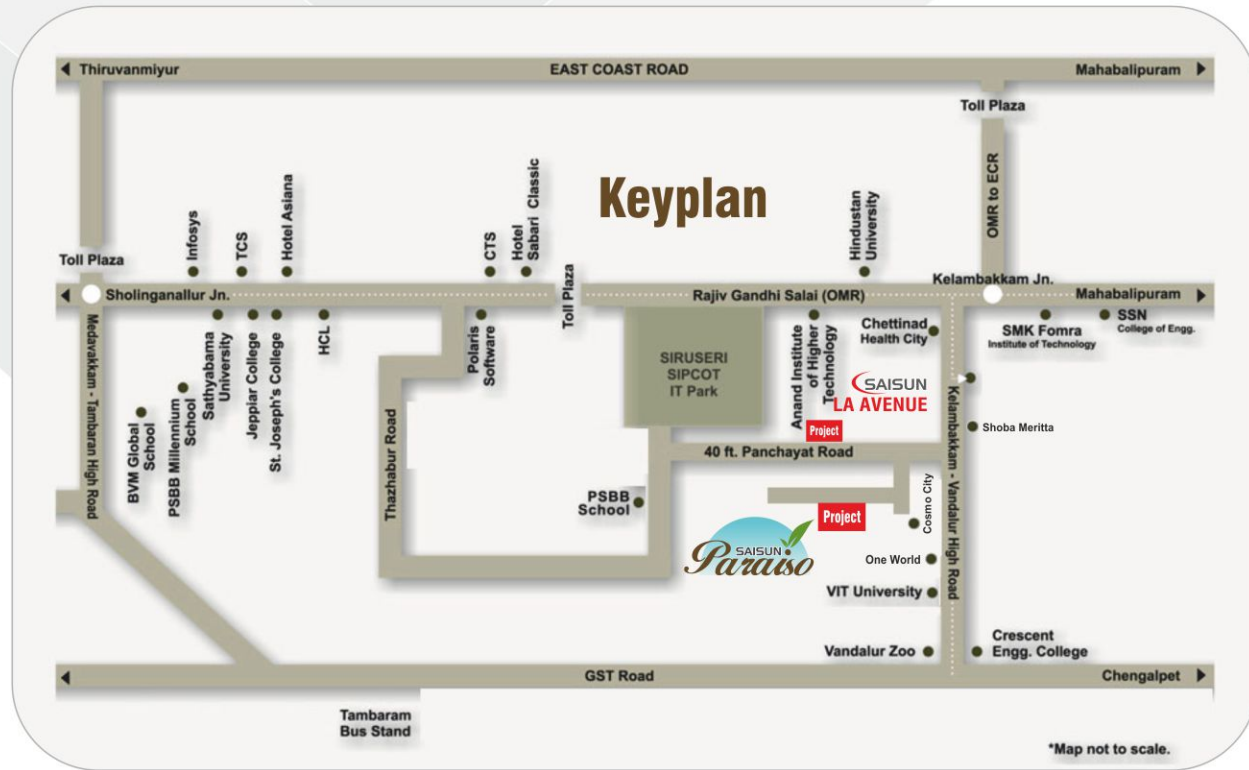 Thiruvanmiyur
EAST COAST ROAD
Mahabalipuram
Toll Plaza
OMR to ECR
Keyplan
Infosys
TCS
Hotel Asiana
CTS
Hotel
Sabari Classic
Hindustan
University
Toll Plaza
Kelambakkam Jn.
Sholinganallur Jn.
Toll Plaza
Rajiv Gandhi Salai (OMR)
Mahabalipuram
Medavakkam - Tambaran High Road
BVM Global
School
PSBB Millennium
School
Sathyabama
University
Jeppiar College
St. Joseph's College
HCL
Polaris
Software
Thazhabur Road
SIRUSERI
SIPCOT
IT Park
Anand Institute
of Higher
Technology
Chettinad
Health City
SMK Fomra
Institute of Technology
SSN
College of Engg.
SAISUN
LA AVENUE
Project
40 ft. Panchayat Road
Shoba Meritta
Kelambakkam - Vandalur High Road
PSBB
School
Project
Cosmo City
SAISUN
Paraiso
One World
VIT University
Vandalur Zoo
Crescent
Engg. College
GST Road
Chengalpet
Tambaram
Bus Stand
*Map not to scale.